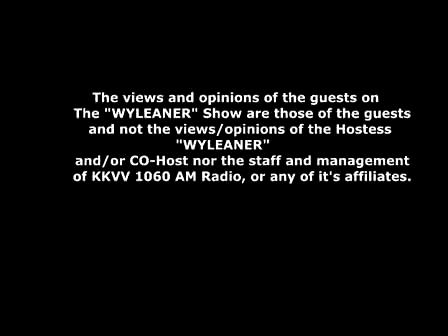 The views and opinions of the guests on
The "WYLEANER" Show are those of the guests
and not the views/opinions of the Hostess
"WYLEANER"
and/or CO-Host nor the staff and management
of KKVV 1060 AM Radio, or any of it's affiliates.